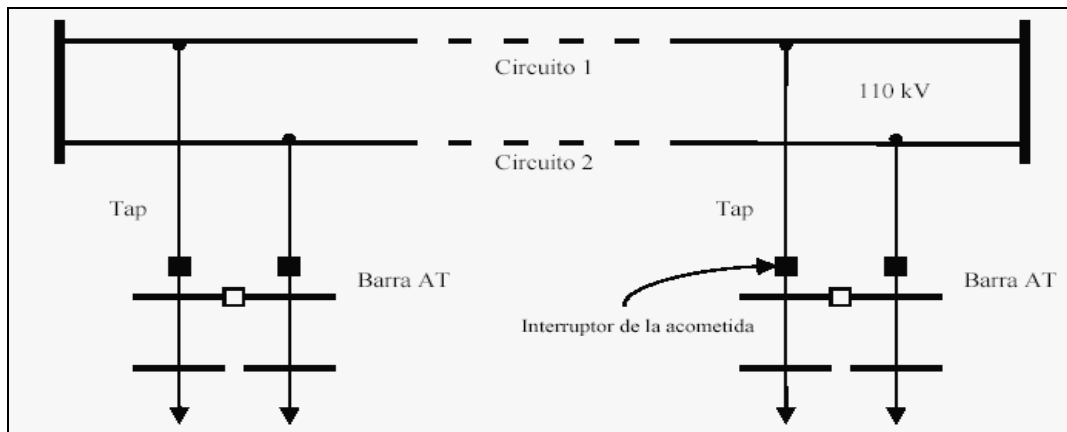 Circuito 1
110 kV
Circuito 2
Tap
Tap
Barra AT
Barra AT
Interruptor de la acometida